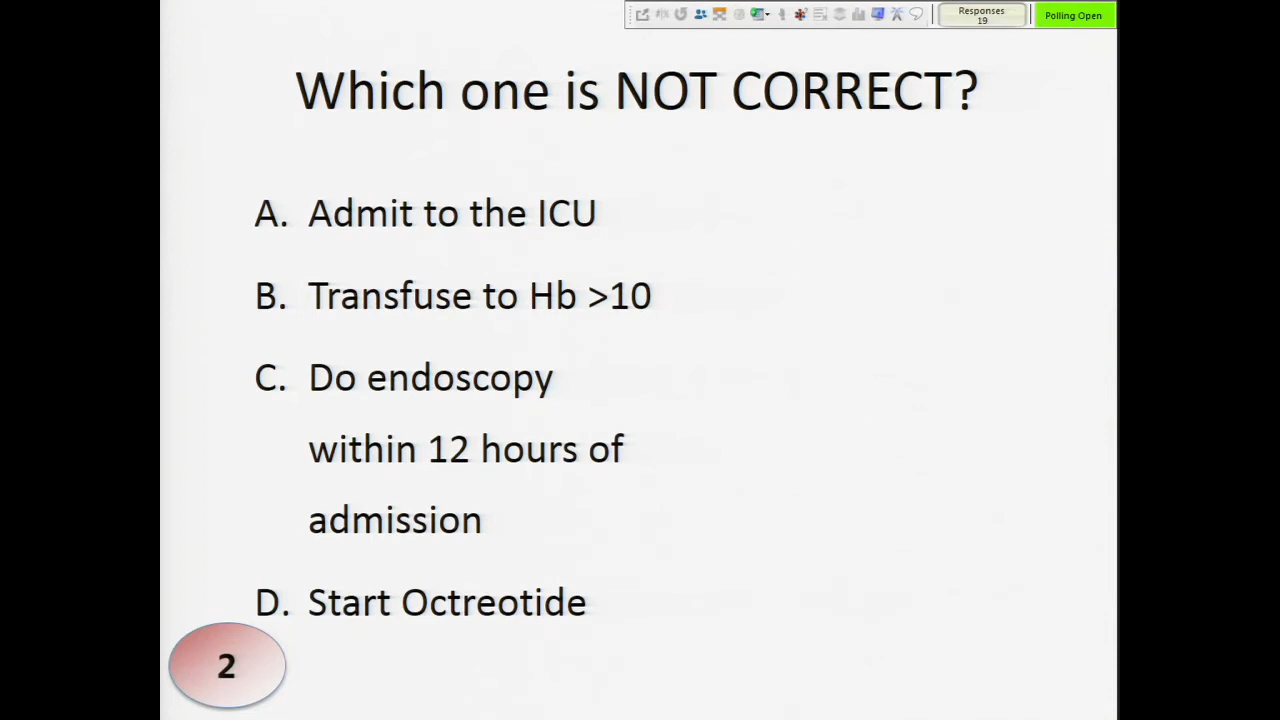 Responses
19
Polling Open
Which one is NOT CORRECT?
A. Admit to the ICU
B. Transfuse to Hb >10
C. Do endoscopy
within 12 hours of
admission
D. Start Octreotide
2